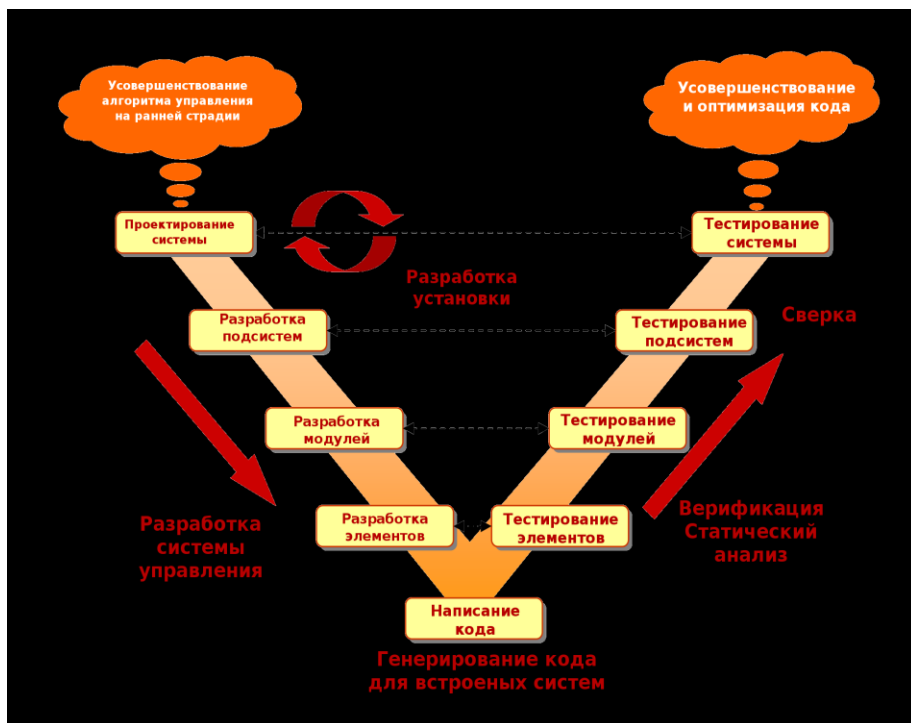 Усовершенствование
алгоритма управления
на ранней страдии
Усовершенствование
и оптимизация кода
Проектирование
системы
Тестирование
системы
Разработка
установки
Разработка
подсистем
Тестирование
подсистем
Сверка
Разработка
модулей
Тестирование
модулей
Разработка
системы
управления
Разработка
элементов
Тестирование
элементов
Верификация
Статический
анализ
Написание
кода
Генерирование кода
для встроеных систем